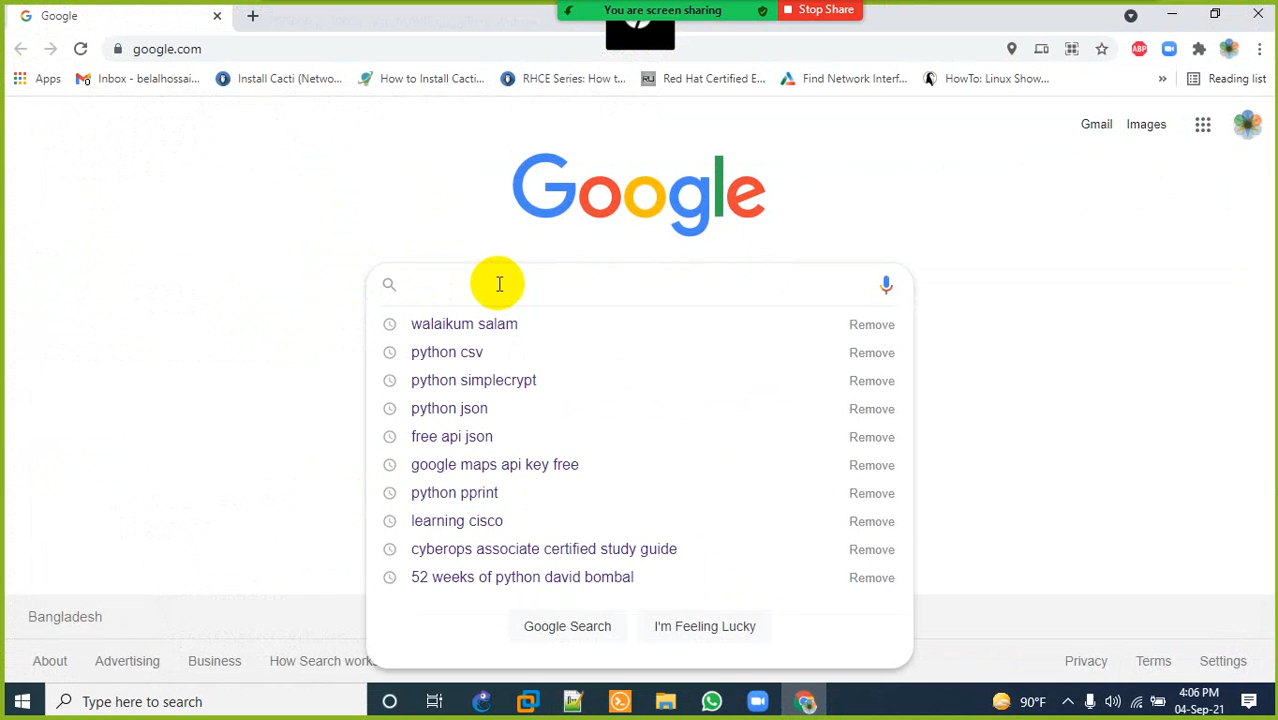 Google
You are screen sharing
Stop Share
google.com
ABP
Apps
Inbox - belalhossai...
Install Cacti (Netwo...
How to Install Cacti...
RHCE Series: How t...
RU
Red Hat Certified E...
Find Network Interf...
HowTo: Linux Show...
»
Reading list
Gmail
Images
Google
walaikum salam
Remove
python csv
Remove
python simplecrypt
Remove
python json
Remove
free api json
Remove
google maps api key free
Remove
python pprint
Remove
learning cisco
Remove
cyberops associate certified study guide
Remove
52 weeks of python david bombal
Remove
Google Search
I'm Feeling Lucky
Bangladesh
About
Advertising
Business
How Search works
Privacy
Terms
Settings
Type here to search
90°F
4:06 PM
04-Sep-21